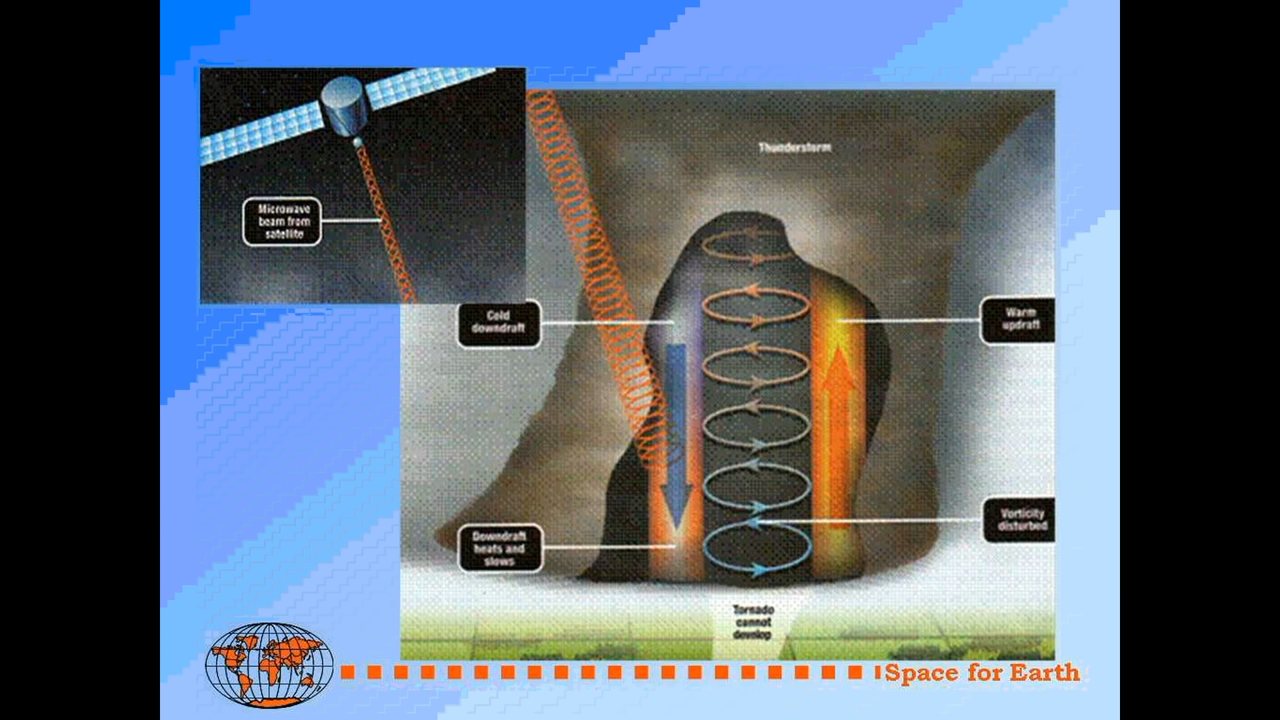 Thunderstorm
Microwave
beam from
satellite
Cold
downdraft
Warm
updraft
Vorticity
disturbed
Downdraft
heats and
slows
Tornado
cannot
develop
Space for Earth